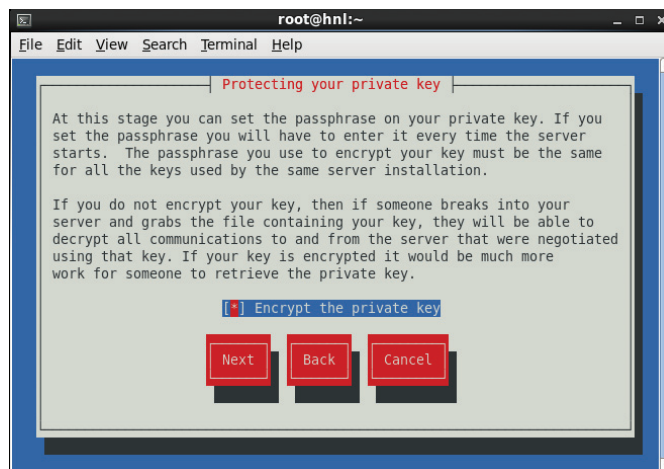 root@hnl:~
File Edit View Search Terminal Help
Protecting your private key
At this stage you can set the passphrase on your private key. If you
set the passphrase you will have to enter it every time the server
starts.  The passphrase you use to encrypt your key must be the same
for all the keys used by the same server installation.
If you do not encrypt your key, then if someone breaks into your
server and grabs the file containing your key, they will be able to
decrypt all communications to and from the server that were negotiated
using that key. If your key is encrypted it would be much more
work for someone to retrieve the private key.
[*] Encrypt the private key
Next Back Cancel